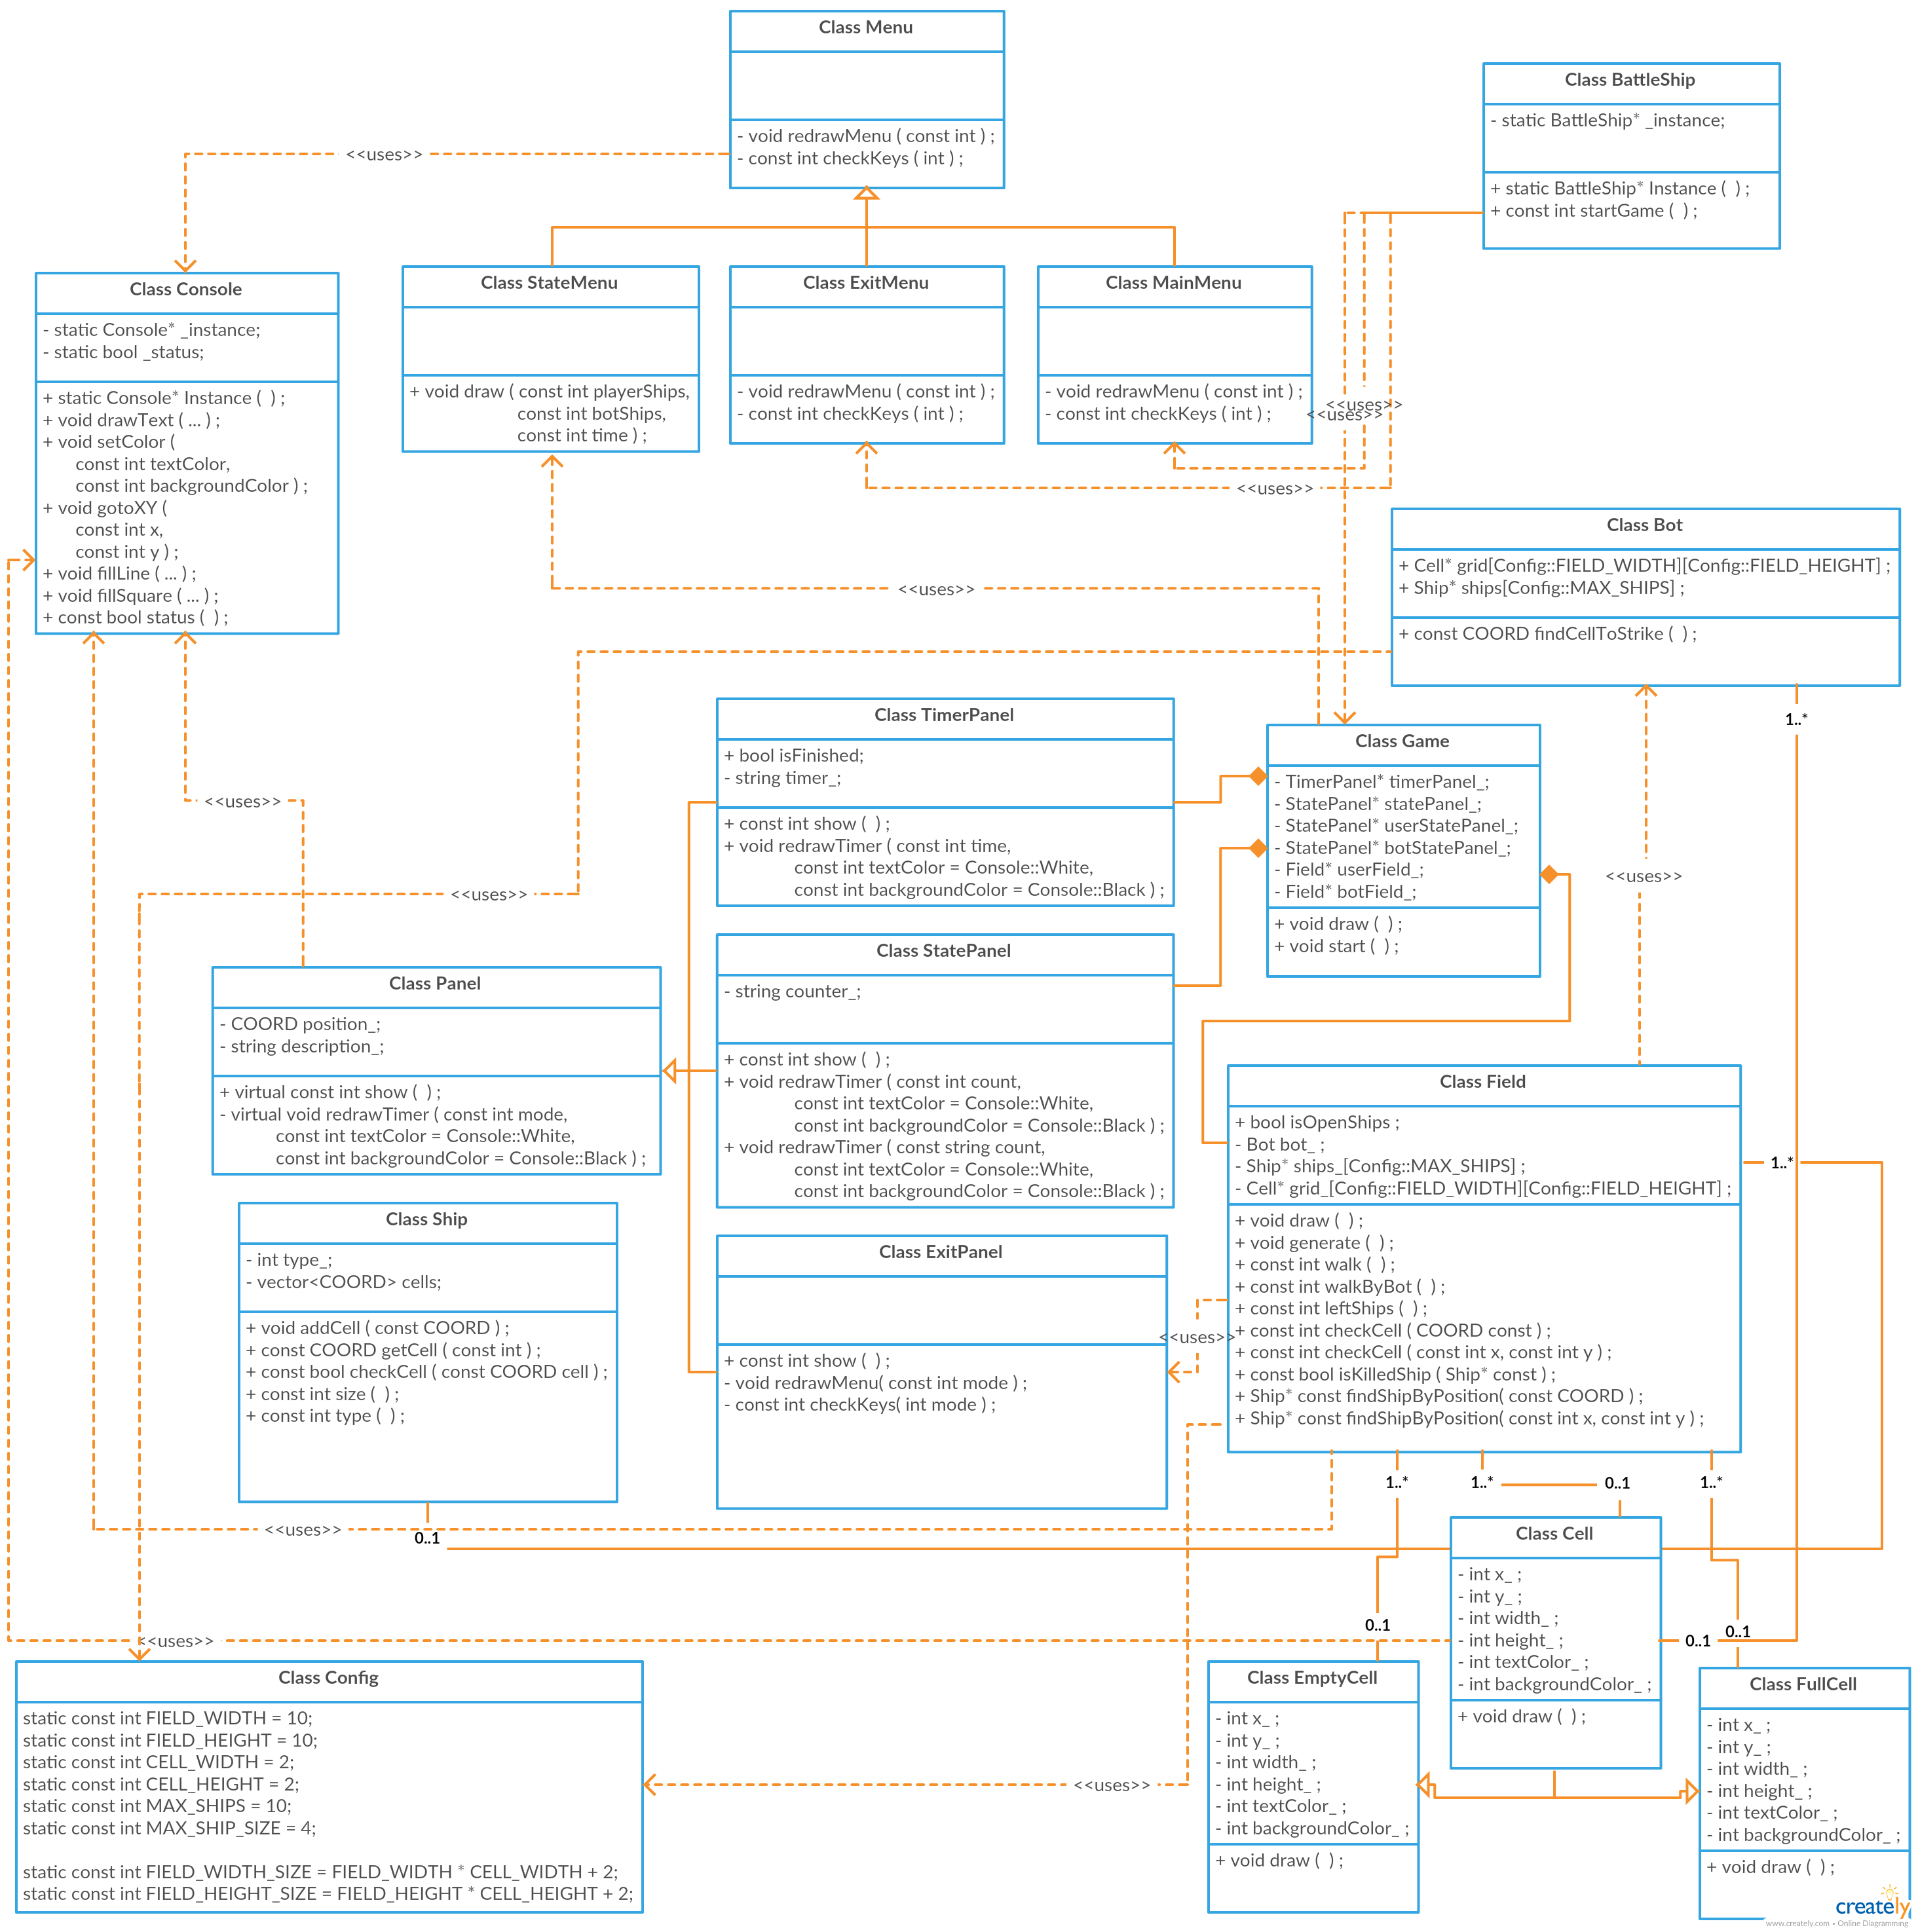 Class Menu
- void redrawMenu ( const int ) ;
- const int checkKeys ( int ) ;
Class BattleShip
- static BattleShip* _instance;
+ static BattleShip* Instance ( ) ;
+ const int startGame ( ) ;
<<uses>>
Class Console
- static Console* _instance;
- static bool _status;
+ static Console* Instance ( ) ;
+ void drawText ( ... ) ;
+ void setColor (
const int textColor,
const int backgroundColor ) ;
+ void gotoXY (
const int x,
const int y ) ;
+ void fillLine ( ... ) ;
+ void fillSquare ( ... ) ;
+ const bool status ( ) ;
Class StateMenu
+ void draw ( const int playerShips,
const int botShips,
const int time ) ;
Class ExitMenu
- void redrawMenu ( const int ) ;
- const int checkKeys ( int ) ;
Class MainMenu
- void redrawMenu ( const int ) ;
- const int checkKeys ( int ) ;
<<uses>>
<<uses>>
<<uses>>
Class Bot
+ Cell* grid[Config::FIELD_WIDTH][Config::FIELD_HEIGHT] ;
+ Ship* ships[Config::MAX_SHIPS] ;
+ const COORD findCellToStrike ( ) ;
<<uses>>
1..*
Class TimerPanel
+ bool isFinished;
- string timer_;
+ const int show ( ) ;
+ void redrawTimer ( const int time,
const int textColor = Console::White,
const int backgroundColor = Console::Black ) ;
Class Game
- TimerPanel* timerPanel_;
- StatePanel* statePanel_;
- StatePanel* userStatePanel_;
- StatePanel* botStatePanel_;
- Field* userField_;
- Field* botField_;
+ void draw ( ) ;
+ void start ( ) ;
<<uses>>
<<uses>>
<<uses>>
Class Panel
- COORD position_;
- string description_;
+ virtual const int show ( ) ;
- virtual void redrawTimer ( const int mode,
const int textColor = Console::White,
const int backgroundColor = Console::Black ) ;
Class StatePanel
- string counter_;
+ const int show ( ) ;
+ void redrawTimer ( const int count,
const int textColor = Console::White,
const int backgroundColor = Console::Black ) ;
+ void redrawTimer ( const string count,
const int textColor = Console::White,
const int backgroundColor = Console::Black ) ;
Class Field
+ bool isOpenShips ;
- Bot bot_ ;
- Ship* ships_[Config::MAX_SHIPS] ;
- Cell* grid_[Config::FIELD_WIDTH][Config::FIELD_HEIGHT] ;
+ void draw ( ) ;
+ void generate ( ) ;
+ const int walk ( ) ;
+ const int walkByBot ( ) ;
+ const int leftShips ( ) ;
+ const int checkCell ( COORD const ) ;
+ const int checkCell ( const int x, const int y ) ;
+ const bool isKilledShip ( Ship* const ) ;
+ Ship* const findShipByPosition( const COORD ) ;
+ Ship* const findShipByPosition( const int x, const int y ) ;
1..*
Class Ship
- int type_;
- vector<COORD> cells;
+ void addCell ( const COORD ) ;
+ const COORD getCell ( const int ) ;
+ const bool checkCell ( const COORD cell ) ;
+ const int size ( ) ;
+ const int type ( ) ;
Class ExitPanel
+ const int show ( ) ;
- void redrawMenu( const int mode ) ;
- const int checkKeys( int mode ) ;
<<uses>>
1..*
1..*
0..1
1..*
<<uses>>
0..1
Class Cell
- int x_ ;
- int y_ ;
- int width_ ;
- int height_ ;
- int textColor_ ;
- int backgroundColor_ ;
+ void draw ( ) ;
0..1
0..1
0..1
<<uses>>
Class Config
static const int FIELD_WIDTH = 10;
static const int FIELD_HEIGHT = 10;
static const int CELL_WIDTH = 2;
static const int CELL_HEIGHT = 2;
static const int MAX_SHIPS = 10;
static const int MAX_SHIP_SIZE = 4;
static const int FIELD_WIDTH_SIZE = FIELD_WIDTH * CELL_WIDTH + 2;
static const int FIELD_HEIGHT_SIZE = FIELD_HEIGHT * CELL_HEIGHT + 2;
<<uses>>
Class EmptyCell
- int x_ ;
- int y_ ;
- int width_ ;
- int height_ ;
- int textColor_ ;
- int backgroundColor_ ;
+ void draw ( ) ;
Class FullCell
- int x_ ;
- int y_ ;
- int width_ ;
- int height_ ;
- int textColor_ ;
- int backgroundColor_ ;
+ void draw ( ) ;
creately
www.creately.com • Online Diagramming